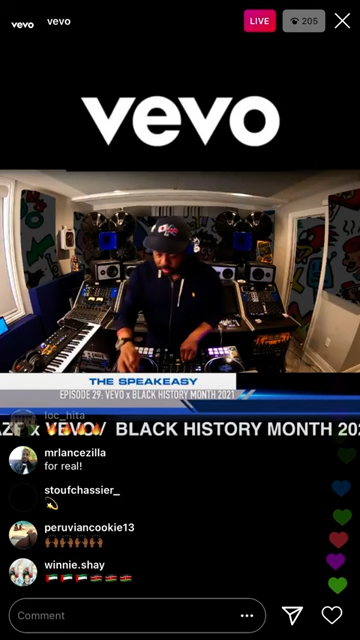 vevo
vevo
LIVE
205
vevo
THE SPEAKEASY
EPISODE 29: VEVO x BLACK HISTORY MONTH 2021
loc_hita
🔥🔥🔥🔥
x VEVO / BLACK HISTORY MONTH 202
mrlancezilla
for real!
stoufchassier_
💫
peruviancookie13
winnie.shay
Comment